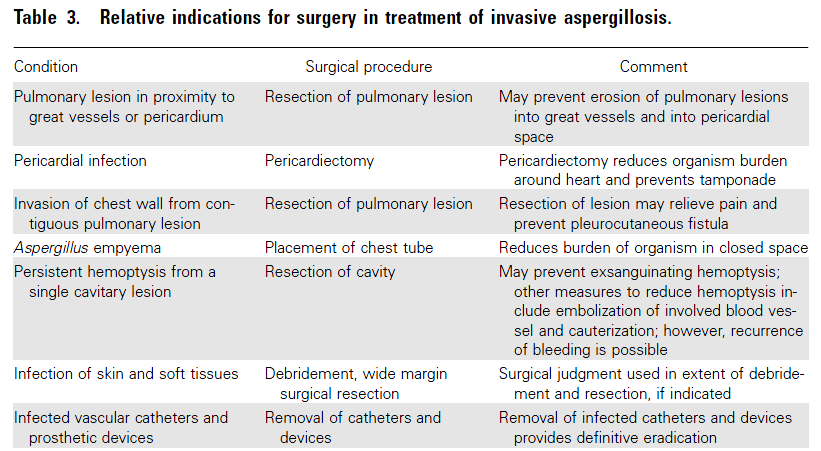 Table 3. Relative indications for surgery in treatment of invasive aspergillosis.
Condition Surgical procedure Comment
Pulmonary lesion in proximity to Resection of pulmonary lesion May prevent erosion of pulmonary lesions
great vessels or pericardium into great vessels and into pericardial
space
Pericardial infection Pericardiectomy Pericardiectomy reduces organism burden
around heart and prevents tamponade
Invasion of chest wall from con- Resection of pulmonary lesion Resection of lesion may relieve pain and
tiguous pulmonary lesion prevent pleurocutaneous fistula
Aspergillus empyema Placement of chest tube Reduces burden of organism in closed space
Persistent hemoptysis from a Resection of cavity May prevent exsanguinating hemoptysis;
single cavitary lesion other measures to reduce hemoptysis in-
clude embolization of involved blood ves-
sel and cauterization; however, recurrence
of bleeding is possible
Infection of skin and soft tissues Debridement, wide margin Surgical judgment used in extent of debride-
surgical resection ment and resection, if indicated
Infected vascular catheters and Removal of catheters and Removal of infected catheters and devices
prosthetic devices devices provides definitive eradication